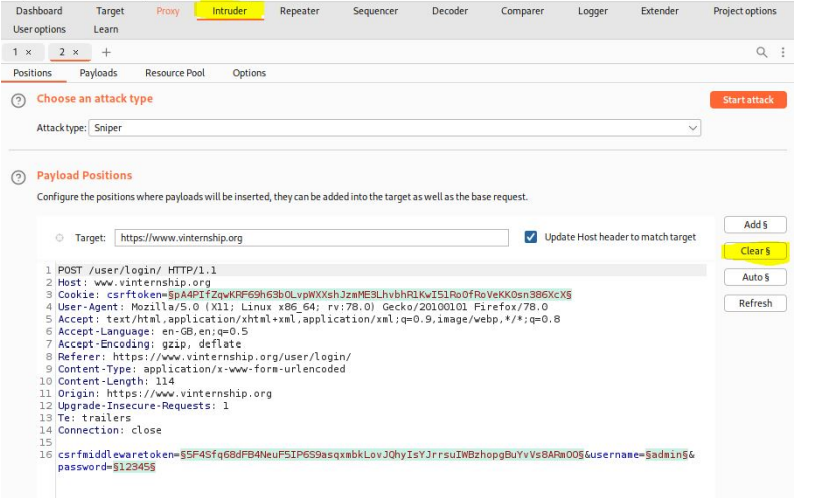 Dashboard Target Proxy Intruder Repeater Sequencer Decoder Comparer Logger Extender Project options
User options Learn
1 × 2 × +
Positions Payloads Resource Pool Options
? Choose an attack type
Start attack
Attack type: Sniper
? Payload Positions
Configure the positions where payloads will be inserted, they can be added into the target as well as the base request.
Add §
Target: https://www.vinternship.org Update Host header to match target
Clear §
Auto §
Refresh
1 POST /user/login/ HTTP/1.1
2 Host: www.vinternship.org
3 Cookie: csrftoken=§pA4PIfZqwKRF69h63bOLvpWXXshJzmME3LhvbhRlKwI51RoOfRoVeKKOsn386XcX§
4 User-Agent: Mozilla/5.0 (X11; Linux x86_64; rv:78.0) Gecko/20100101 Firefox/78.0
5 Accept: text/html,application/xhtml+xml,application/xml;q=0.9,image/webp,*/*;q=0.8
6 Accept-Language: en-GB,en;q=0.5
7 Accept-Encoding: gzip, deflate
8 Referer: https://www.vinternship.org/user/login/
9 Content-Type: application/x-www-form-urlencoded
10 Content-Length: 114
11 Origin: https://www.vinternship.org
12 Upgrade-Insecure-Requests: 1
13 Te: trailers
14 Connection: close
15
16 csrfmiddlewaretoken=§5F4Sfq68dFB4NeuF5IP6S9asqxmbkLovJQhyIsYJrrsuIWBzhopgBuYvVs8ARmOO§&username=§admin§&
password=§12345§